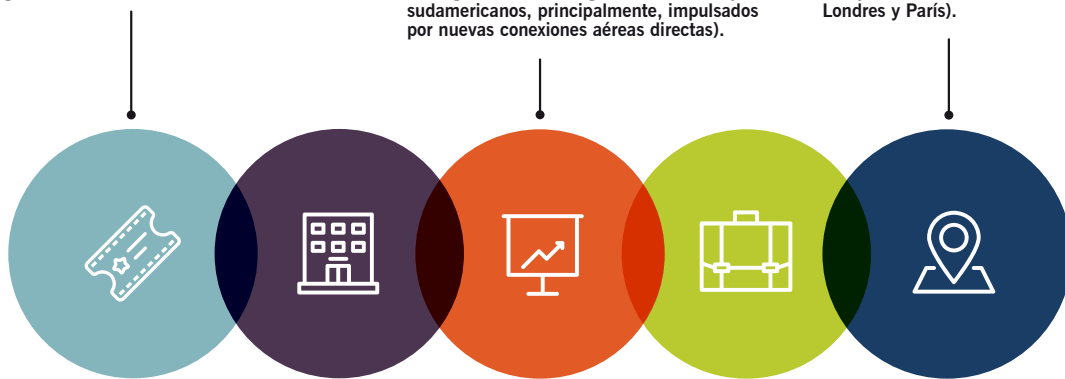 sudamericanos, principalmente, impulsados
por nuevas conexiones aéreas directas).
Londres y París).